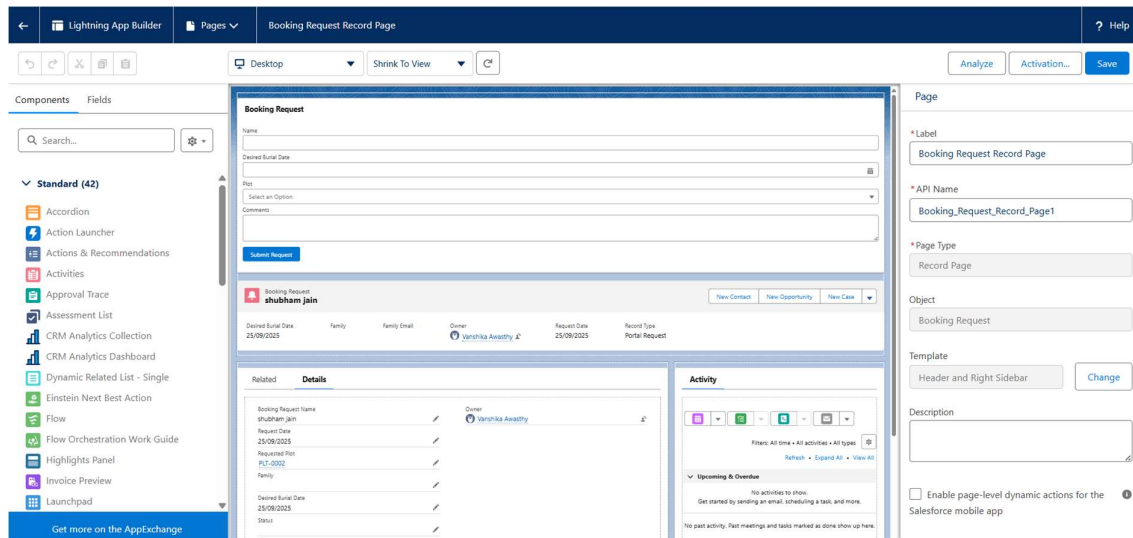 Lightning App Builder
Pages
Booking Request Record Page
? Help
Desktop
Shrink To View
Analyze
Activation...
Save
Components
Fields
Search...
Standard (42)
Accordion
Action Launcher
Actions & Recommendations
Activities
Approval Trace
Assessment List
CRM Analytics Collection
CRM Analytics Dashboard
Dynamic Related List - Single
Einstein Next Best Action
Flow
Flow Orchestration Work Guide
Highlights Panel
Invoice Preview
Launchpad
Get more on the AppExchange
Booking Request
Name
Desired Burial Date
Plot
Select an Option
Comments
Submit Request
Booking Request
shubham jain
New Contact
New Opportunity
New Case
Desired Burial Date
25/09/2025
Family
Family Email
Owner
Vanshika Awasthy
Request Date
25/09/2025
Record Type
Portal Request
Related
Details
Booking Request Name
shubham jain
Owner
Vanshika Awasthy
Request Date
25/09/2025
Requested Plot
PLT-0002
Family
Desired Burial Date
25/09/2025
Status
Activity
Filters: All time • All activities • All types
Refresh • Expand All • View All
Upcoming & Overdue
No activities to show.
Get started by sending an email, scheduling a task, and more.
No past activity. Past meetings and tasks marked as done show up here.
Page
*Label
Booking Request Record Page
*API Name
Booking_Request_Record_Page1
*Page Type
Record Page
Object
Booking Request
Template
Header and Right Sidebar
Change
Description
Enable page-level dynamic actions for the
Salesforce mobile app